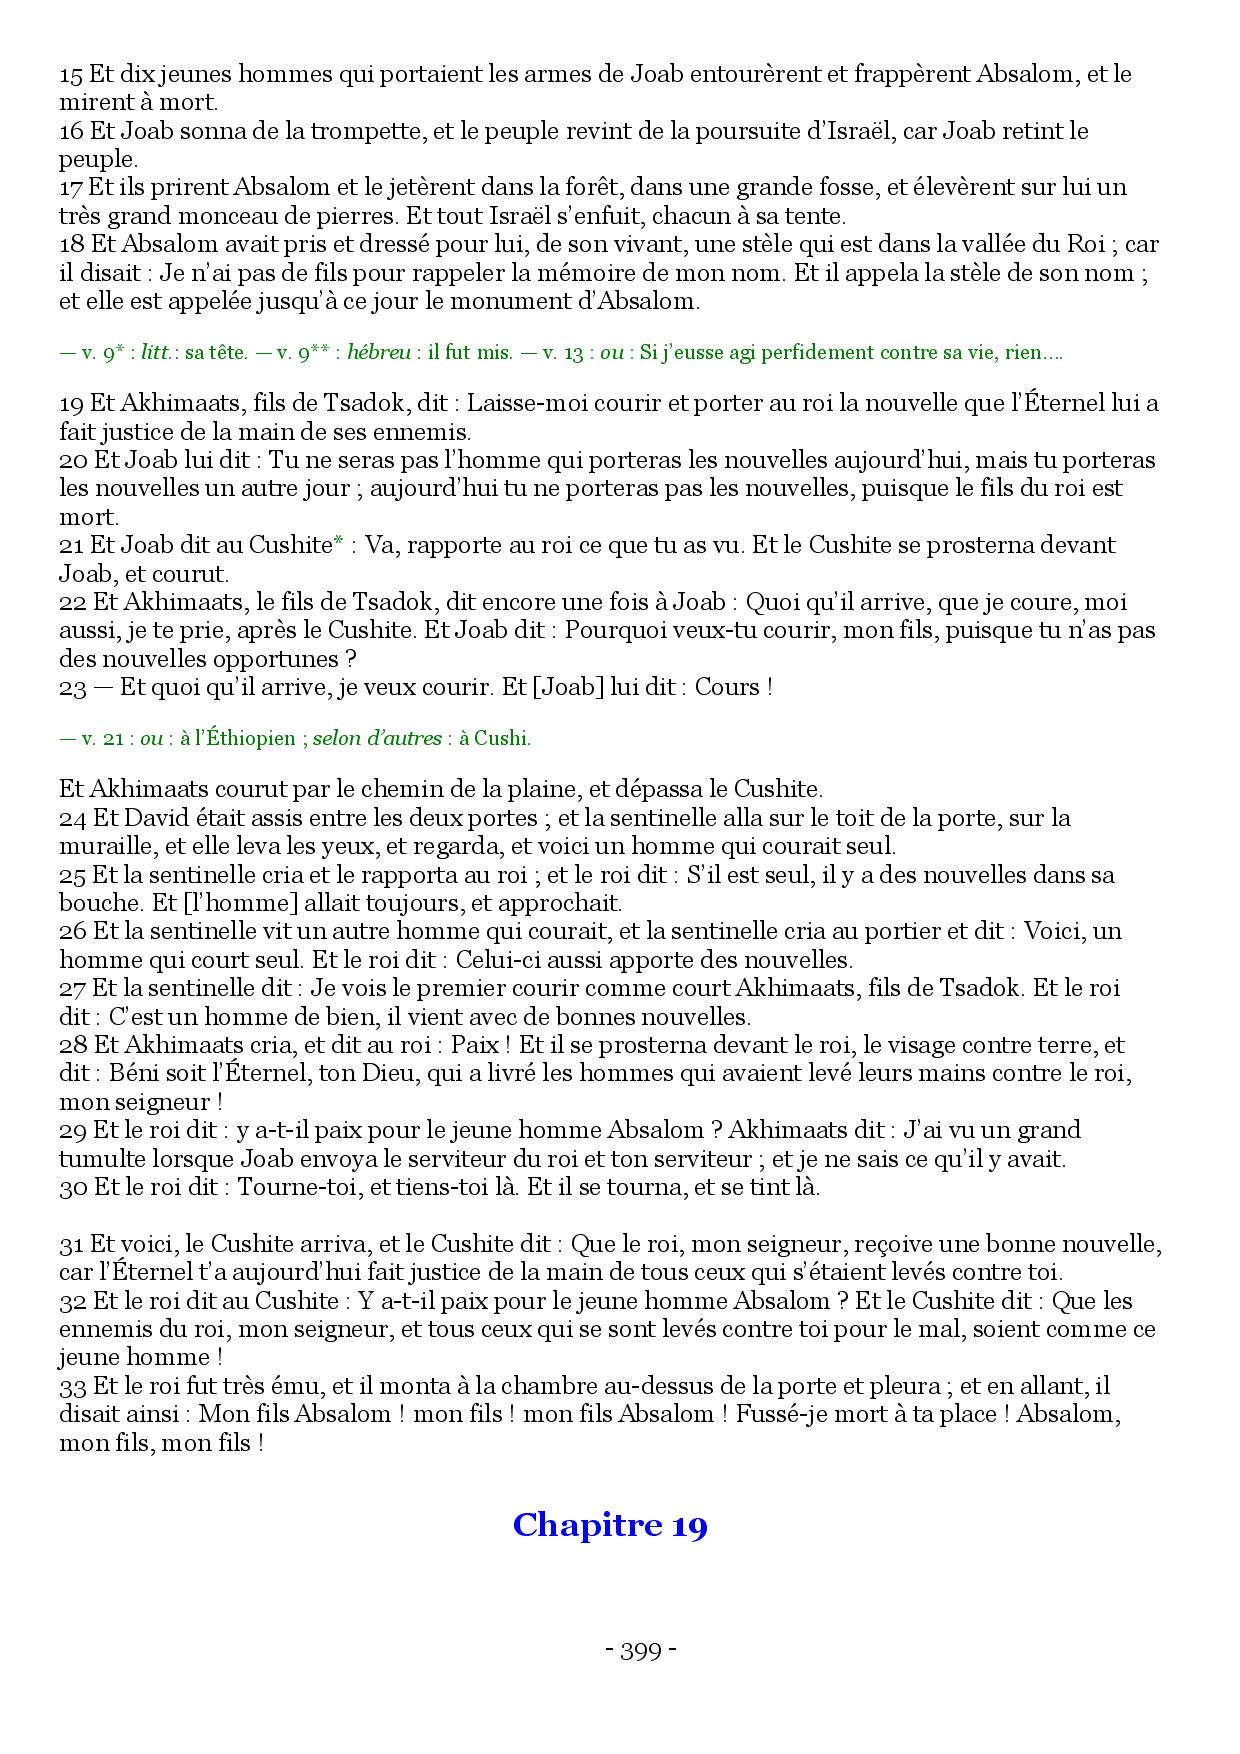 15 Et dix jeunes hommes qui portaient les armes de Joab entourèrent et frappèrent Absalom, et le
mirent à mort.
16 Et Joab sonna de la trompette, et le peuple revint de la poursuite d’Israël, car Joab retint le
peuple.
17 Et ils prirent Absalom et le jetèrent dans la forêt, dans une grande fosse, et élevèrent sur lui un
très grand monceau de pierres. Et tout Israël s’enfuit, chacun à sa tente.
18 Et Absalom avait pris et dressé pour lui, de son vivant, une stèle qui est dans la vallée du Roi ; car
il disait : Je n’ai pas de fils pour rappeler la mémoire de mon nom. Et il appela la stèle de son nom ;
et elle est appelée jusqu’à ce jour le monument d’Absalom.
— v. 9* : litt.: sa tête. — v. 9** : hébreu : il fut mis. — v. 13 : ou : Si j’eusse agi perfidement contre sa vie, rien….
19 Et Akhimaats, fils de Tsadok, dit : Laisse-moi courir et porter au roi la nouvelle que l’Éternel lui a
fait justice de la main de ses ennemis.
20 Et Joab lui dit : Tu ne seras pas l’homme qui porteras les nouvelles aujourd’hui, mais tu porteras
les nouvelles un autre jour ; aujourd’hui tu ne porteras pas les nouvelles, puisque le fils du roi est
mort.
21 Et Joab dit au Cushite* : Va, rapporte au roi ce que tu as vu. Et le Cushite se prosterna devant
Joab, et courut.
22 Et Akhimaats, le fils de Tsadok, dit encore une fois à Joab : Quoi qu’il arrive, que je coure, moi
aussi, je te prie, après le Cushite. Et Joab dit : Pourquoi veux-tu courir, mon fils, puisque tu n’as pas
des nouvelles opportunes ?
23 — Et quoi qu’il arrive, je veux courir. Et [Joab] lui dit : Cours !
— v. 21 : ou : à l’Éthiopien ; selon d’autres : à Cushi.
Et Akhimaats courut par le chemin de la plaine, et dépassa le Cushite.
24 Et David était assis entre les deux portes ; et la sentinelle alla sur le toit de la porte, sur la
muraille, et elle leva les yeux, et regarda, et voici un homme qui courait seul.
25 Et la sentinelle cria et le rapporta au roi ; et le roi dit : S’il est seul, il y a des nouvelles dans sa
bouche. Et [l’homme] allait toujours, et approchait.
26 Et la sentinelle vit un autre homme qui courait, et la sentinelle cria au portier et dit : Voici, un
homme qui court seul. Et le roi dit : Celui-ci aussi apporte des nouvelles.
27 Et la sentinelle dit : Je vois le premier courir comme court Akhimaats, fils de Tsadok. Et le roi
dit : C’est un homme de bien, il vient avec de bonnes nouvelles.
28 Et Akhimaats cria, et dit au roi : Paix ! Et il se prosterna devant le roi, le visage contre terre, et
dit : Béni soit l’Éternel, ton Dieu, qui a livré les hommes qui avaient levé leurs mains contre le roi,
mon seigneur !
29 Et le roi dit : y a-t-il paix pour le jeune homme Absalom ? Akhimaats dit : J’ai vu un grand
tumulte lorsque Joab envoya le serviteur du roi et ton serviteur ; et je ne sais ce qu’il y avait.
30 Et le roi dit : Tourne-toi, et tiens-toi là. Et il se tourna, et se tint là.
31 Et voici, le Cushite arriva, et le Cushite dit : Que le roi, mon seigneur, reçoive une bonne nouvelle,
car l’Éternel t’a aujourd’hui fait justice de la main de tous ceux qui s’étaient levés contre toi.
32 Et le roi dit au Cushite : Y a-t-il paix pour le jeune homme Absalom ? Et le Cushite dit : Que les
ennemis du roi, mon seigneur, et tous ceux qui se sont levés contre toi pour le mal, soient comme ce
jeune homme !
33 Et le roi fut très ému, et il monta à la chambre au-dessus de la porte et pleura ; et en allant, il
disait ainsi : Mon fils Absalom ! mon fils ! mon fils Absalom ! Fussé-je mort à ta place ! Absalom,
mon fils, mon fils !
Chapitre 19
- 399 -